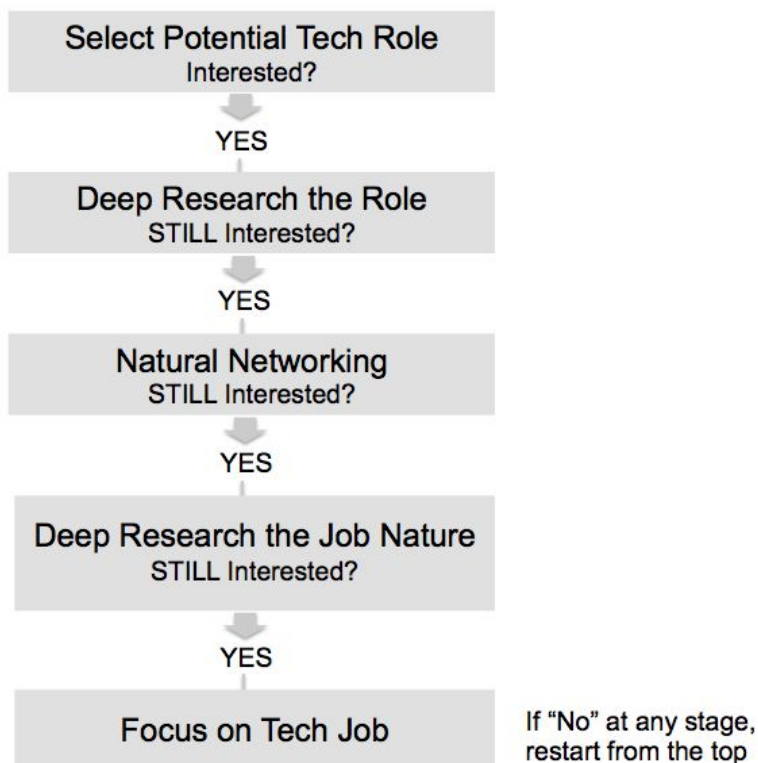 Select Potential Tech Role
Interested?
YES
Deep Research the Role
STILL Interested?
YES
Natural Networking
STILL Interested?
YES
Deep Research the Job Nature
STILL Interested?
YES
Focus on Tech Job
If “No” at any stage,
restart from the top